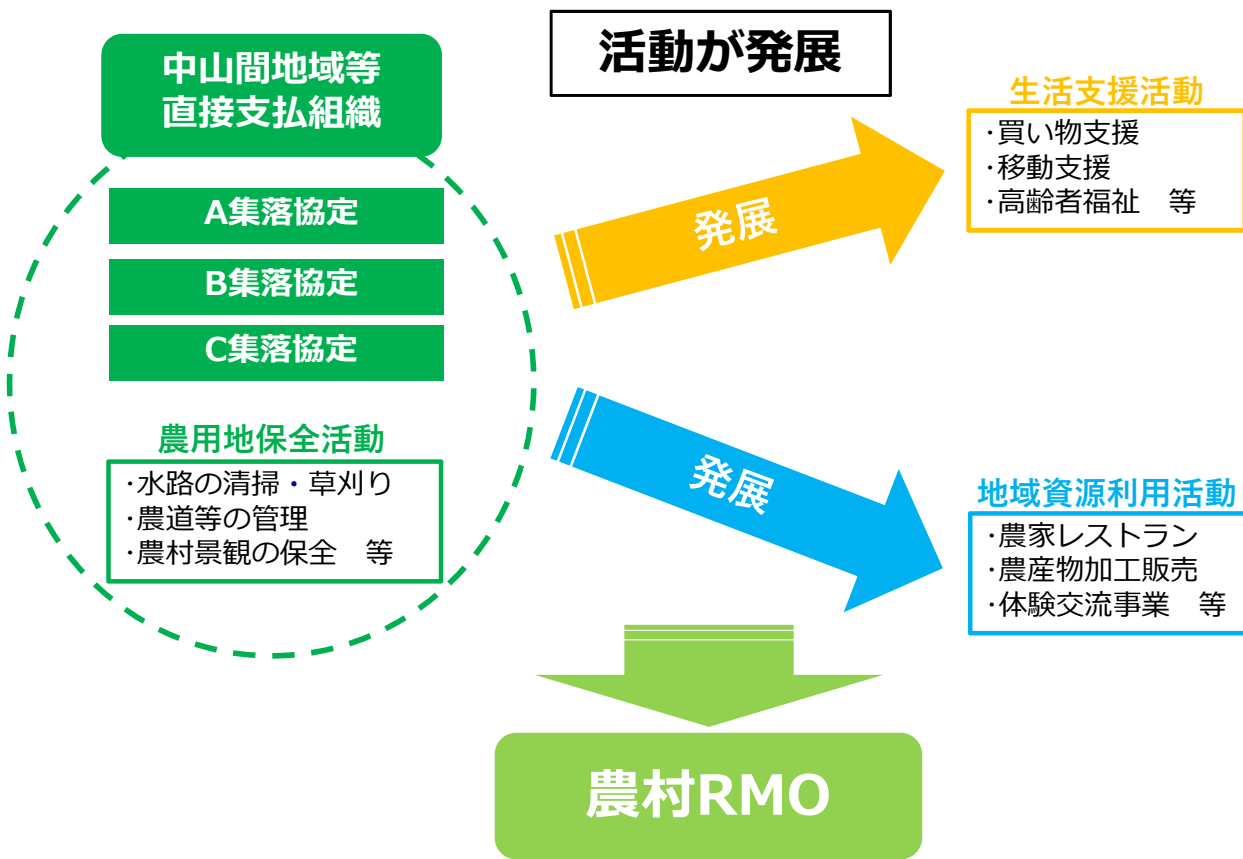 中山間地域等
直接支払組織
A集落協定
B集落協定
C集落協定
農用地保全活動
・水路の清掃・草刈り
・農道等の管理
・農村景観の保全　等
活動が発展
発展
生活支援活動
・買い物支援
・移動支援
・高齢者福祉　等
発展
地域資源利用活動
・農家レストラン
・農産物加工販売
・体験交流事業　等
農村RMO